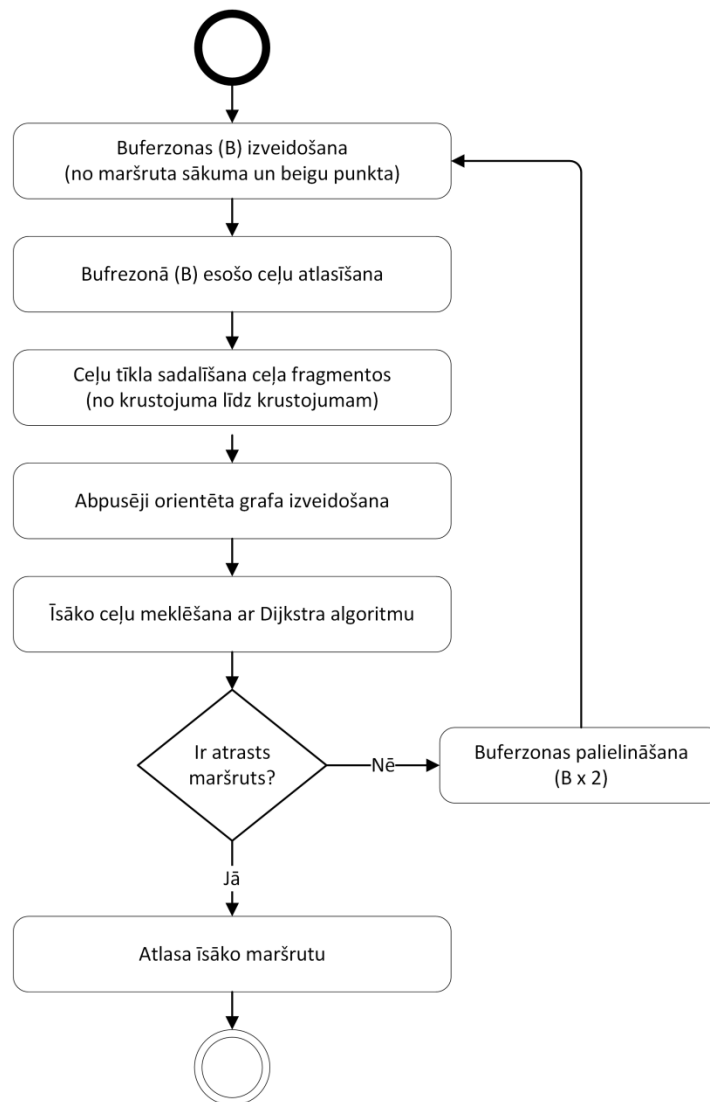 Buferzonas (B) izveidošana
(no maršruta sākuma un beigu punkta)
Bufrezonā (B) esošo ceļu atlasīšana
Ceļu tīkla sadalīšana ceļa fragmentos
(no krustojuma līdz krustojumam)
Abpusēji orientēta grafa izveidošana
Īsāko ceļu meklēšana ar Dijkstra algoritmu
Ir atrasts
maršruts?
Nē
Buferzonas palielināšana
(B x 2)
Jā
Atlasa īsāko maršrutu